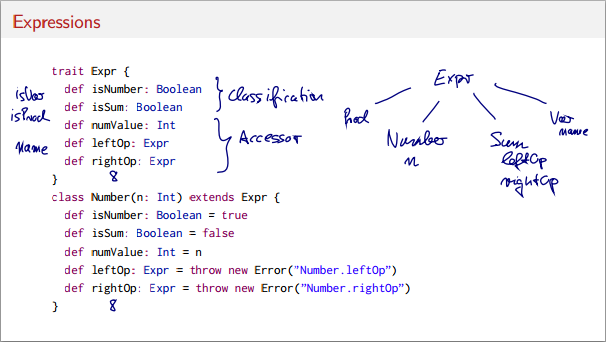 Expressions
trait Expr {
isVar def isNumber: Boolean
isProd def isSum: Boolean Classification
def numValue: Int
Name def leftOp: Expr Accessor
def rightOp: Expr
} 8
class Number(n: Int) extends Expr {
def isNumber: Boolean = true
def isSum: Boolean = false
def numValue: Int = n
def leftOp: Expr = throw new Error("Number.leftOp")
def rightOp: Expr = throw new Error("Number.rightOp")
} 8
Expr
Prod Number Sum Var
n leftOp name
rightOp